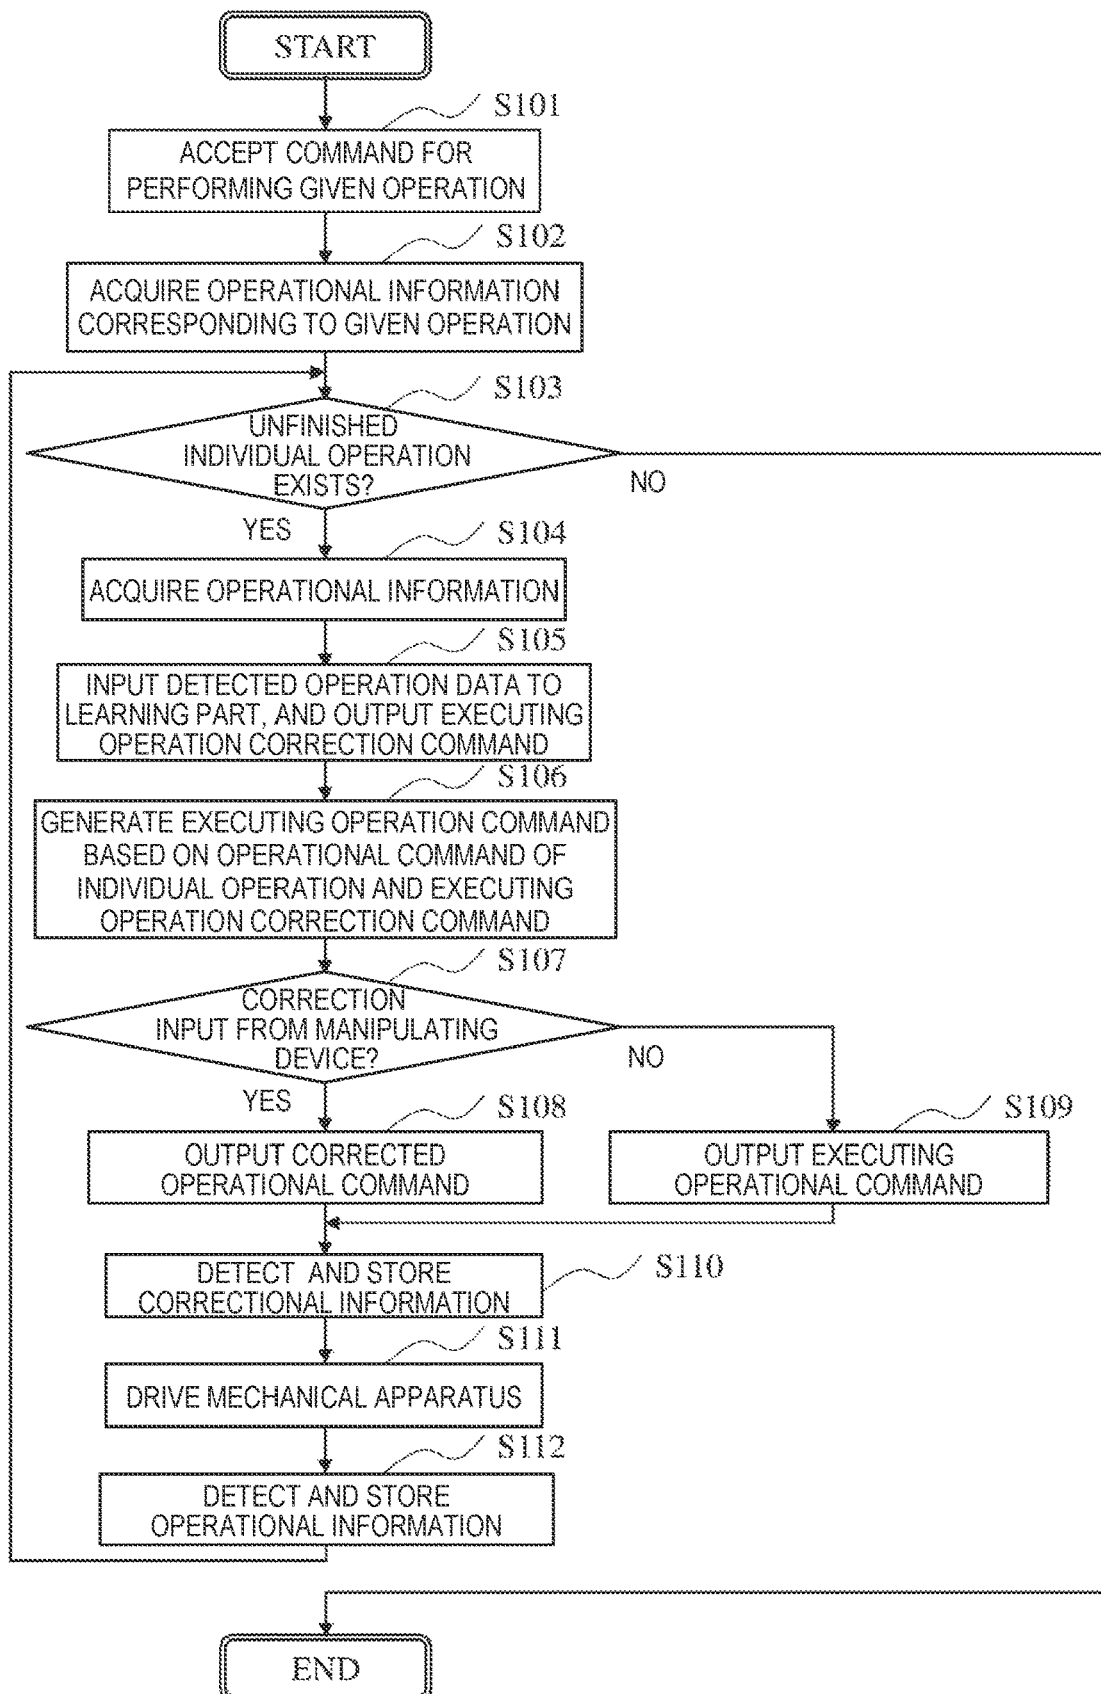 START
S101
ACCEPT COMMAND FOR
PERFORMING GIVEN OPERATION
S102
ACQUIRE OPERATIONAL INFORMATION
CORRESPONDING TO GIVEN OPERATION
S103
UNFINISHED
INDIVIDUAL OPERATION
EXISTS?
NO
YES
S104
ACQUIRE OPERATIONAL INFORMATION
S105
INPUT DETECTED OPERATION DATA TO
LEARNING PART, AND OUTPUT EXECUTING
OPERATION CORRECTION COMMAND
S106
GENERATE EXECUTING OPERATION COMMAND
BASED ON OPERATIONAL COMMAND OF
INDIVIDUAL OPERATION AND EXECUTING
OPERATION CORRECTION COMMAND
S107
CORRECTION
INPUT FROM MANIPULATING
DEVICE?
NO
YES
S108
OUTPUT CORRECTED
OPERATIONAL COMMAND
S109
OUTPUT EXECUTING
OPERATIONAL COMMAND
S110
DETECT AND STORE
CORRECTIONAL INFORMATION
S111
DRIVE MECHANICAL APPARATUS
S112
DETECT AND STORE
OPERATIONAL INFORMATION
END